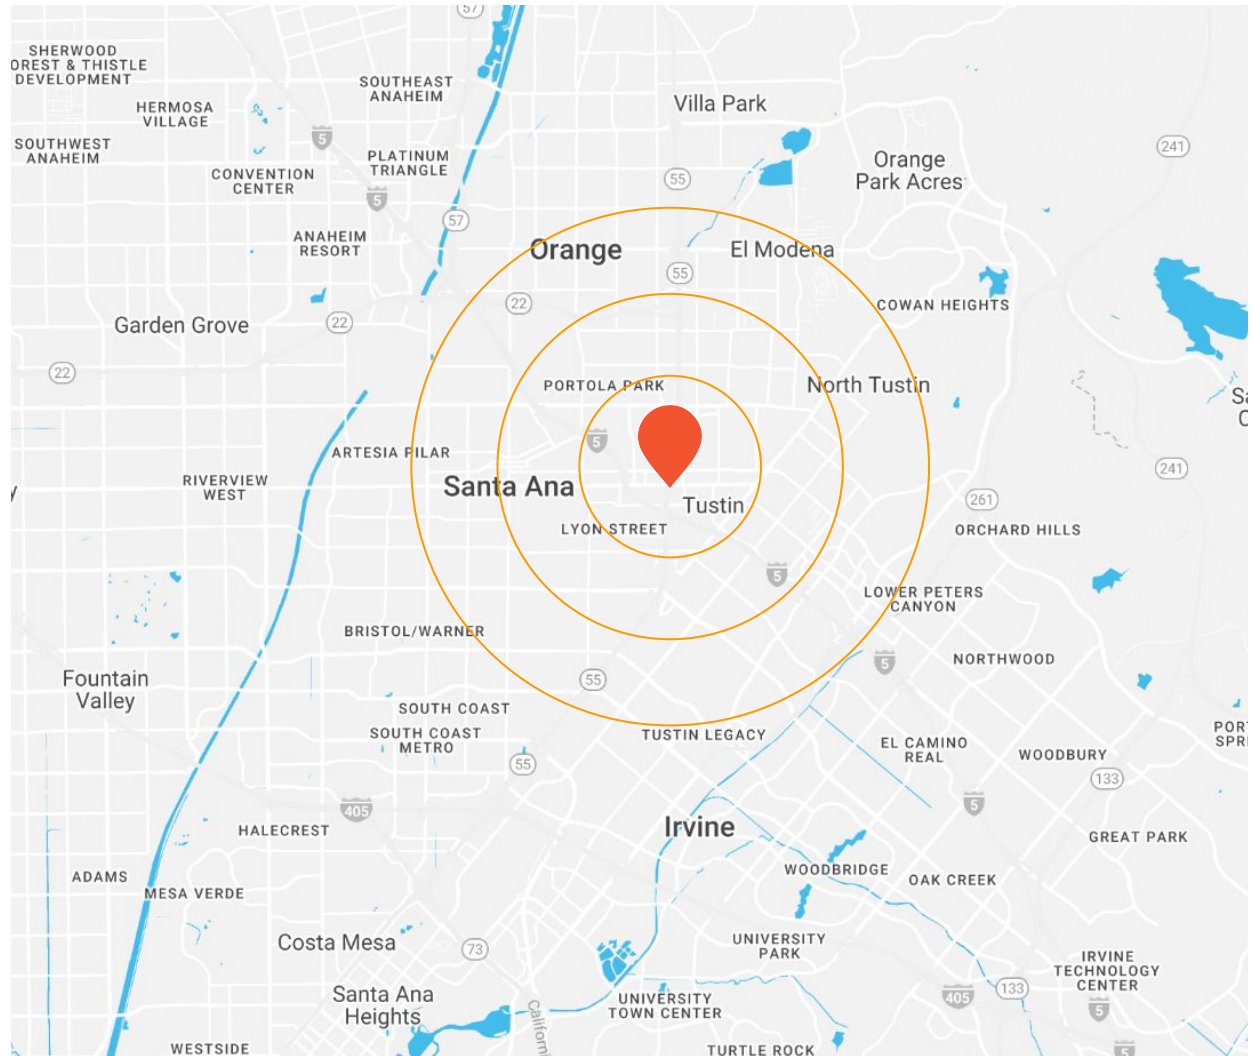 57
57
SHERWOOD
OREST & THISTLE
DEVELOPMENT
SOUTHEAST
ANAHEIM
HERMOSA
VILLAGE
Villa Park
5
SOUTHWEST
ANAHEIM
241
PLATINUM
TRIANGLE
Orange
Park Acres
CONVENTION
CENTER
55
5
57
ANAHEIM
RESORT
Orange
El Modena
55
22
COWAN HEIGHTS
Garden Grove
22
22
PORTOLA PARK
North Tustin
5
ARTESIA PILAR
241
RIVERVIEW
WEST
Santa Ana
261
Tustin
LYON STREET
ORCHARD HILLS
5
LOWER PETERS
CANYON
BRISTOL/WARNER
5
NORTHWOOD
Fountain
Valley
55
SOUTH COAST
SOUTH COAST
METRO
TUSTIN LEGACY
EL CAMINO
REAL
WOODBURY
55
133
405
5
HALECREST
Irvine
GREAT PARK
WOODBRIDGE
ADAMS
OAK CREEK
MESA VERDE
Costa Mesa
73
UNIVERSITY
PARK
IRVINE
TECHNOLOGY
CENTER
133
405
5
Santa Ana
Heights
UNIVERSITY
TOWN CENTER
WESTSIDE
TURTLE ROCK
5